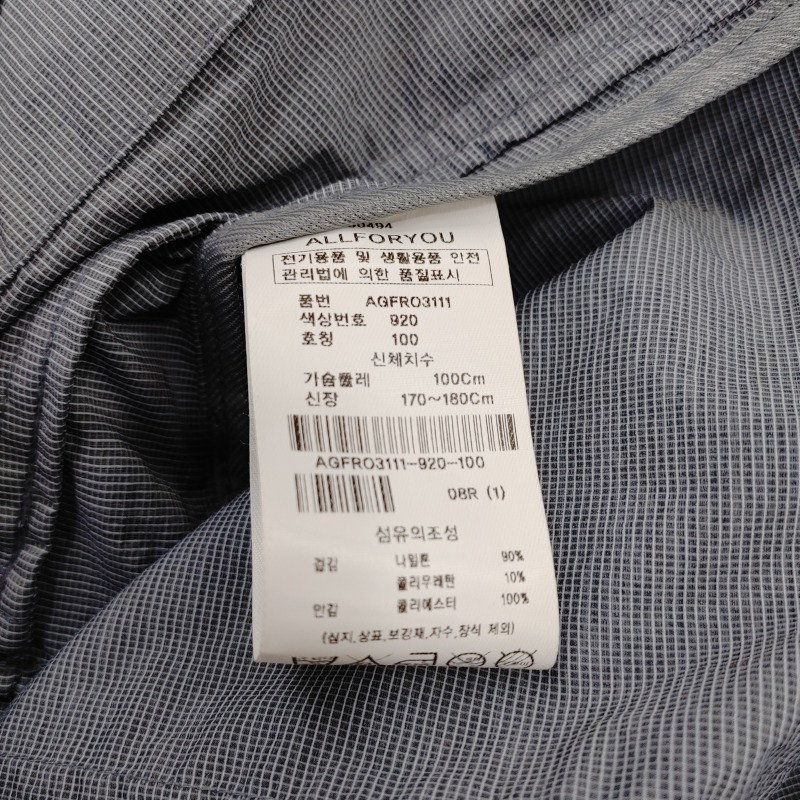 ALLFORYOU
전기용품 및 생활용품 안전
관리법에 의한 품질표시
품번 AGFRO3111
색상번호 920
호칭 100
신체치수
가슴둘레 100Cm
신장 170~180Cm
AGFRO3111-920-100
08R (1)
섬유의조성
겉감 나일론 90%
폴리우레탄 10%
안감 폴리에스터 100%
(심지,상표,보강재,자수,장식 제외)